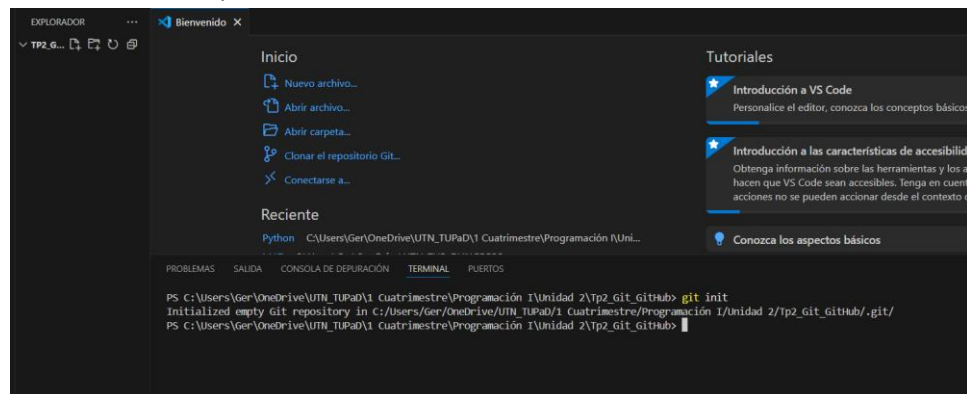 EXPLORADOR ...
Bienvenido
TP2_G...
Inicio
Nuevo archivo...
Abrir archivo...
Abrir carpeta...
Clonar el repositorio Git...
Conectarse a...
Reciente
Python C:\Users\Ger\OneDrive\UTN_TUPaD\1 Cuatrimestre\Programación I\Uni...
Tutoriales
Introducción a VS Code
Personalice el editor, conozca los conceptos básicos
Introducción a las características de accesibilid
Obtenga información sobre las herramientas y los a
hacen que VS Code sean accesibles. Tenga en cuent
acciones no se pueden accionar desde el contexto
Conozca los aspectos básicos
PROBLEMAS SALIDA CONSOLA DE DEPURACIÓN TERMINAL PUERTOS
PS C:\Users\Ger\OneDrive\UTN_TUPaD\1 Cuatrimestre\Programación I\Unidad 2\Tp2_Git_GitHub> git init
Initialized empty Git repository in C:/Users/Ger/OneDrive/UTN_TUPaD/1 Cuatrimestre/Programación I/Unidad 2/Tp2_Git_GitHub/.git/
PS C:\Users\Ger\OneDrive\UTN_TUPaD\1 Cuatrimestre\Programación I\Unidad 2\Tp2_Git_GitHub>